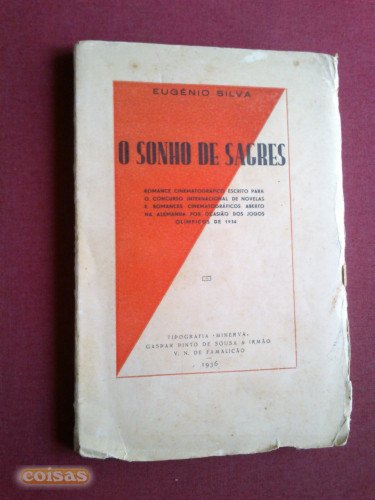 EUGÉNIO SILVA
O SONHO DE SAGRES
ROMANCE CINEMATOGRÁFICO ESCRITO PARA
O CONCURSO INTERNACIONAL DE NOVELAS
E ROMANCES CINEMATOGRÁFICOS ABERTO
NA ALEMANHA POR OCASIÃO DOS JOGOS
OLÍMPICOS DE 1936
TIPOGRAFIA «MINERVA»
GASPAR PINTO DE SOUSA & IRMÃO
V. N. DE FAMALICÃO
1936
coisas